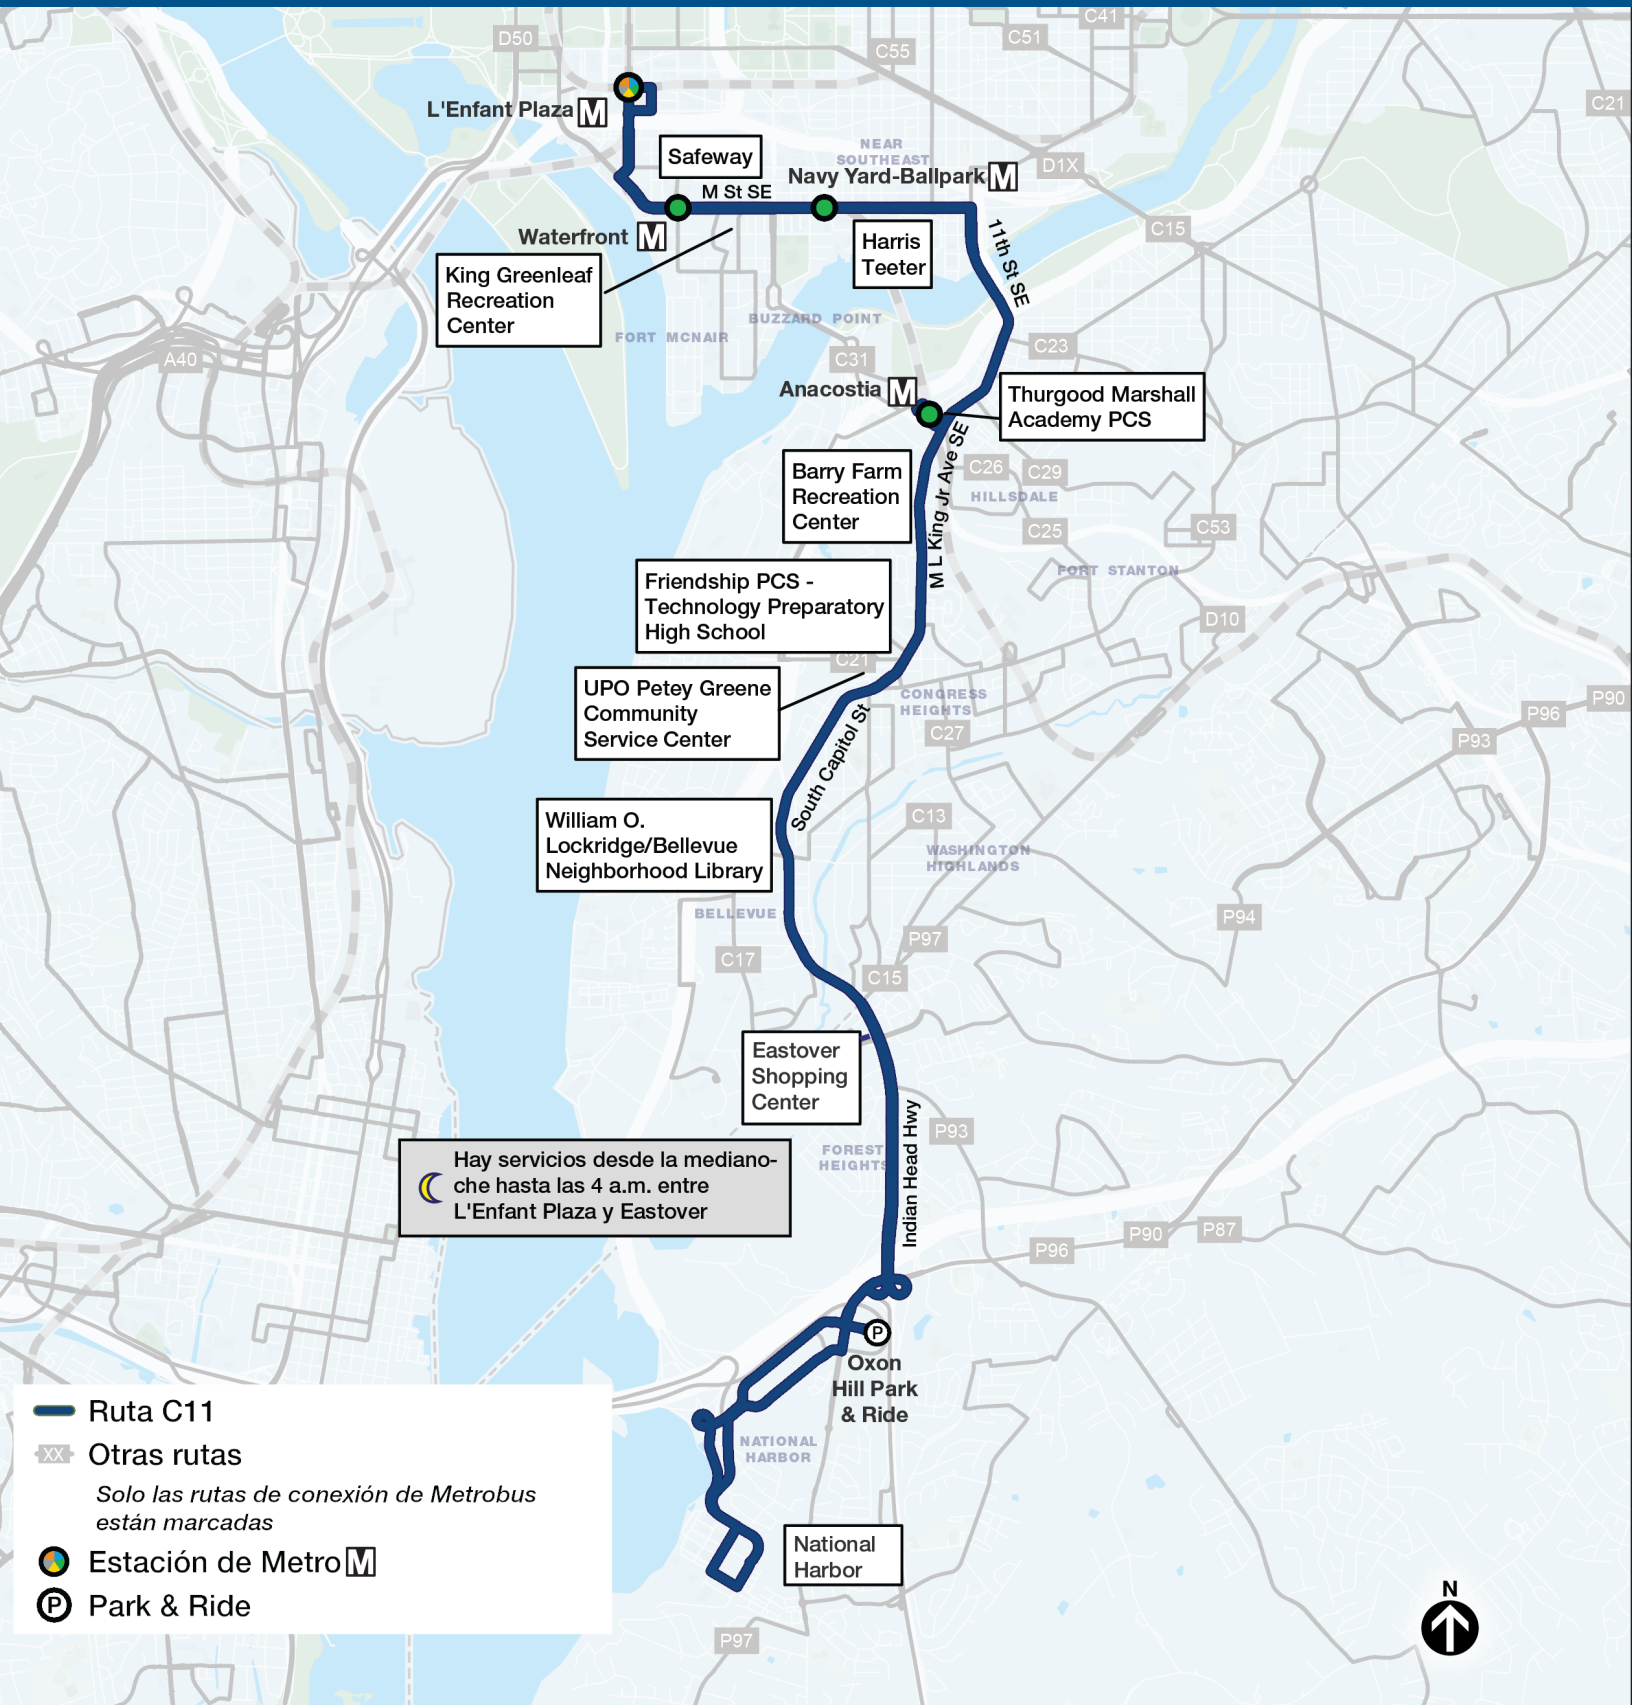 D50
C41
C51
C55
C21
L'Enfant Plaza M
Safeway
NEAR
SOUTHEAST
Navy Yard-Ballpark M
D1X
M St SE
Waterfront M
C15
Harris
Teeter
11th St SE
King Greenleaf
Recreation
Center
FORT MCNAIR
BUZZARD POINT
A40
C31
C23
Anacostia M
Thurgood Marshall
Academy PCS
M L King Jr Ave SE
Barry Farm
Recreation
Center
C26
C29
HILLSDALE
C25
C53
FORT STANTON
Friendship PCS -
Technology Preparatory
High School
D10
C21
UPO Petey Greene
Community
Service Center
CONGRESS
HEIGHTS
C27
P90
P96
P93
South Capitol St
William O.
Lockridge/Bellevue
Neighborhood Library
C13
WASHINGTON
HIGHLANDS
BELLEVUE
P94
P97
C17
C15
Eastover
Shopping
Center
Indian Head Hwy
P93
FOREST
HEIGHTS
Hay servicios desde la mediano-
che hasta las 4 a.m. entre
L'Enfant Plaza y Eastover
P96
P90
P87
P
Oxon
Hill Park
& Ride
NATIONAL
HARBOR
National
Harbor
P97
Ruta C11
XX Otras rutas
Solo las rutas de conexión de Metrobus
están marcadas
Estación de Metro M
P Park & Ride
N